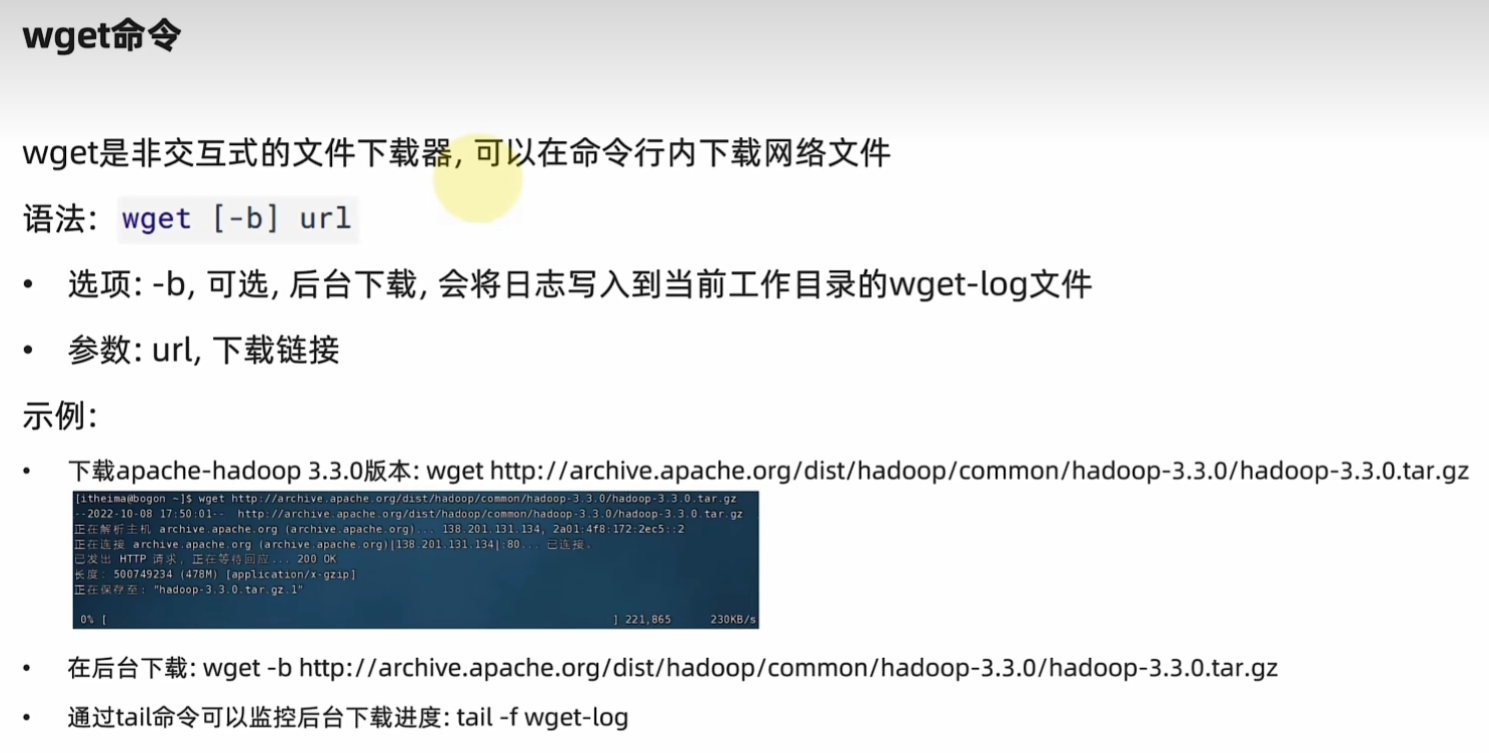 wget命令
wget是非交互式的文件下载器, 可以在命令行内下载网络文件
语法: wget [-b] url
• 选项: -b, 可选, 后台下载, 会将日志写入到当前工作目录的wget-log文件
• 参数: url, 下载链接
示例:
• 下载apache-hadoop 3.3.0版本: wget http://archive.apache.org/dist/hadoop/common/hadoop-3.3.0/hadoop-3.3.0.tar.gz
[itheima@bogon ~]$ wget http://archive.apache.org/dist/hadoop/common/hadoop-3.3.0/hadoop-3.3.0.tar.gz
--2022-10-08 17:50:01--  http://archive.apache.org/dist/hadoop/common/hadoop-3.3.0/hadoop-3.3.0.tar.gz
正在解析主机 archive.apache.org (archive.apache.org)... 138.201.131.134, 2a01:4f8:172:2ec5::2
正在连接 archive.apache.org (archive.apache.org)|138.201.131.134|:80... 已连接。
已发出 HTTP 请求, 正在等待回应... 200 OK
长度: 500749234 (478M) [application/x-gzip]
正在保存至: "hadoop-3.3.0.tar.gz.1"
0% [ ] 221,865 230KB/s
• 在后台下载: wget -b http://archive.apache.org/dist/hadoop/common/hadoop-3.3.0/hadoop-3.3.0.tar.gz
• 通过tail命令可以监控后台下载进度: tail -f wget-log